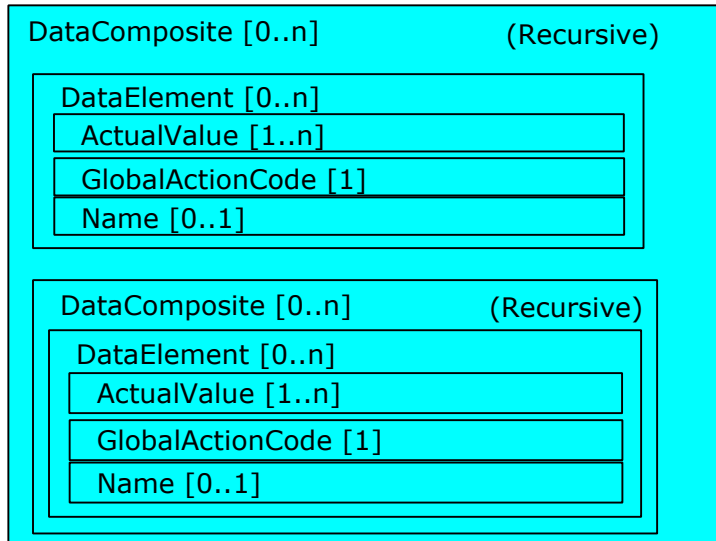 DataComposite [0..n] (Recursive)
DataElement [0..n]
ActualValue [1..n]
GlobalActionCode [1]
Name [0..1]
DataComposite [0..n] (Recursive)
DataElement [0..n]
ActualValue [1..n]
GlobalActionCode [1]
Name [0..1]